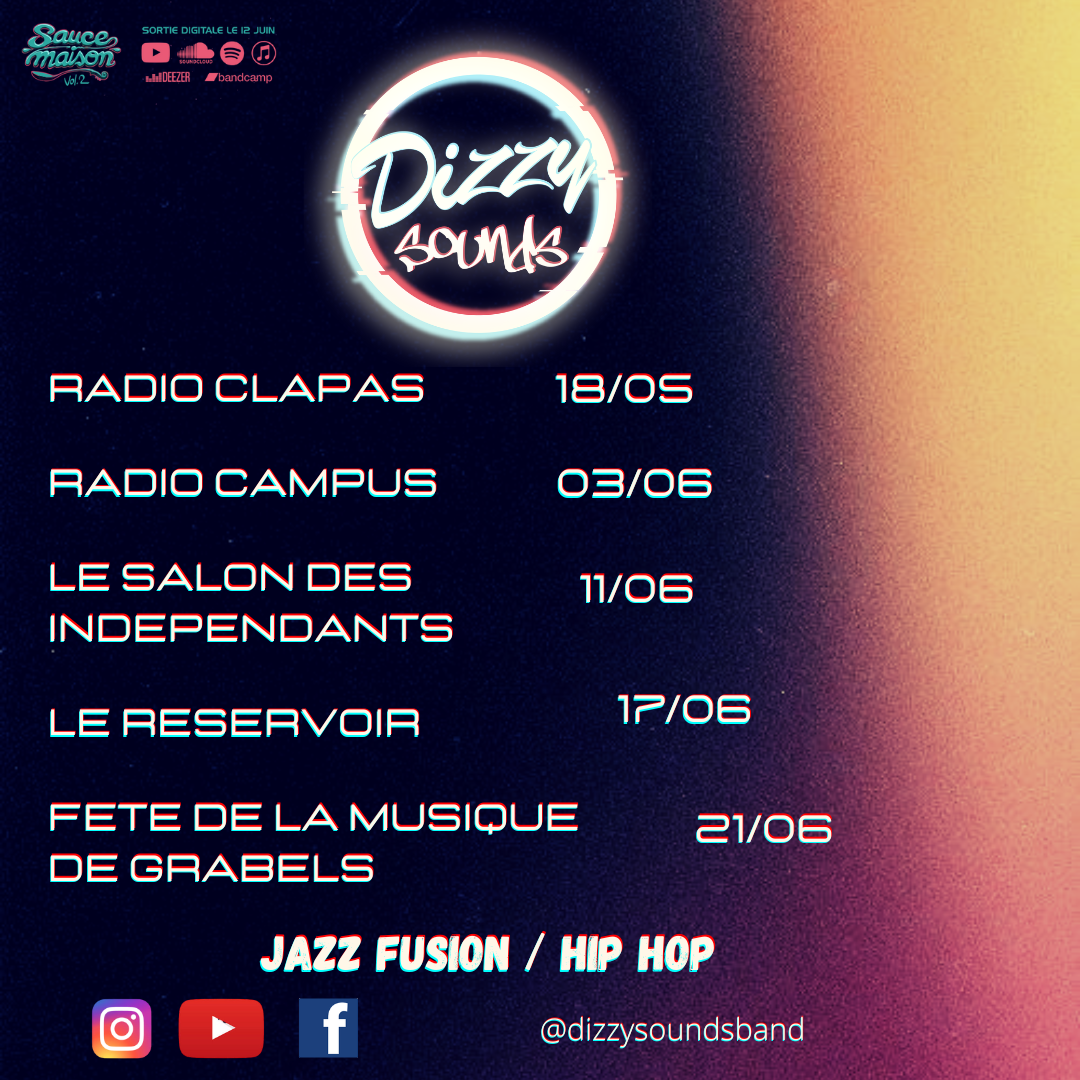 Sauce
maison
Vol.2
SORTIE DIGITALE LE 12 JUIN
SOUNDCLOUD
DEEZER
bandcamp
Dizzy
sounds
RADIO CLAPAS 18/05
RADIO CAMPUS 03/06
LE SALON DES
INDEPENDANTS
11/06
LE RESERVOIR 17/06
FETE DE LA MUSIQUE
DE GRABELS
21/06
JAZZ FUSION / HIP HOP
@dizzysoundsband